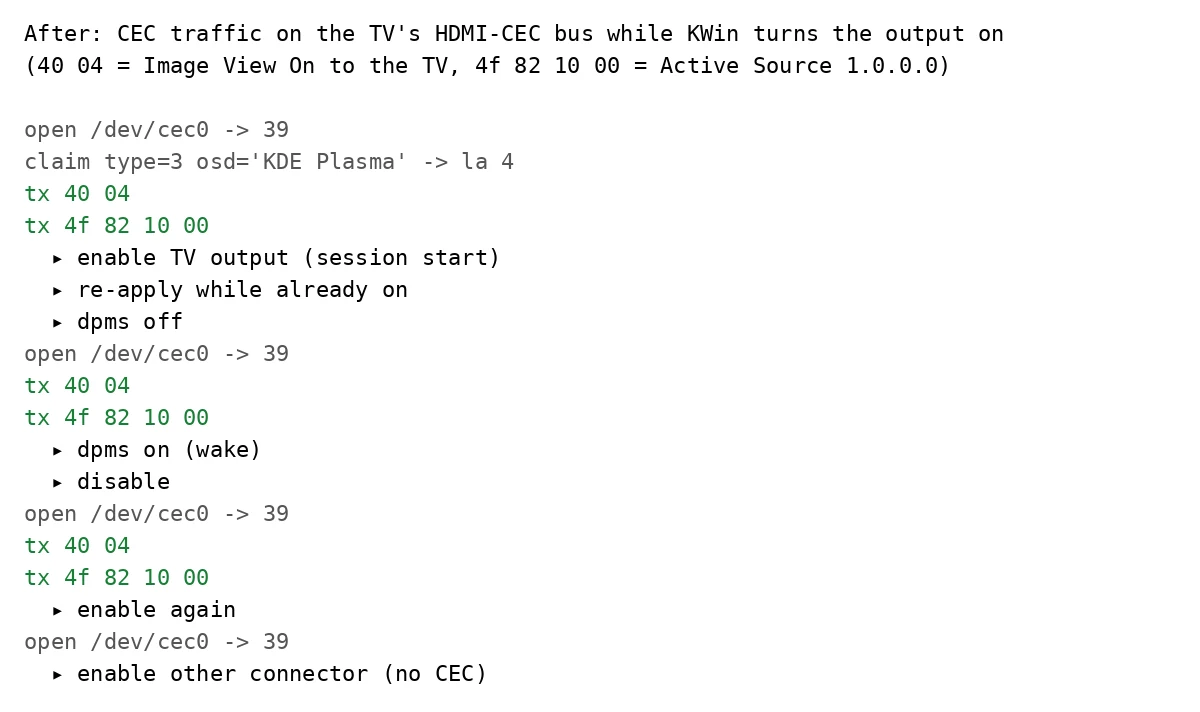 After: CEC traffic on the TV's HDMI-CEC bus while KWin turns the output on
(40 04 = Image View On to the TV, 4f 82 10 00 = Active Source 1.0.0.0)
open /dev/cec0 -> 39
claim type=3 osd='KDE Plasma' -> la 4
tx 40 04
tx 4f 82 10 00
▸ enable TV output (session start)
▸ re-apply while already on
▸ dpms off
open /dev/cec0 -> 39
tx 40 04
tx 4f 82 10 00
▸ dpms on (wake)
▸ disable
open /dev/cec0 -> 39
tx 40 04
tx 4f 82 10 00
▸ enable again
open /dev/cec0 -> 39
▸ enable other connector (no CEC)